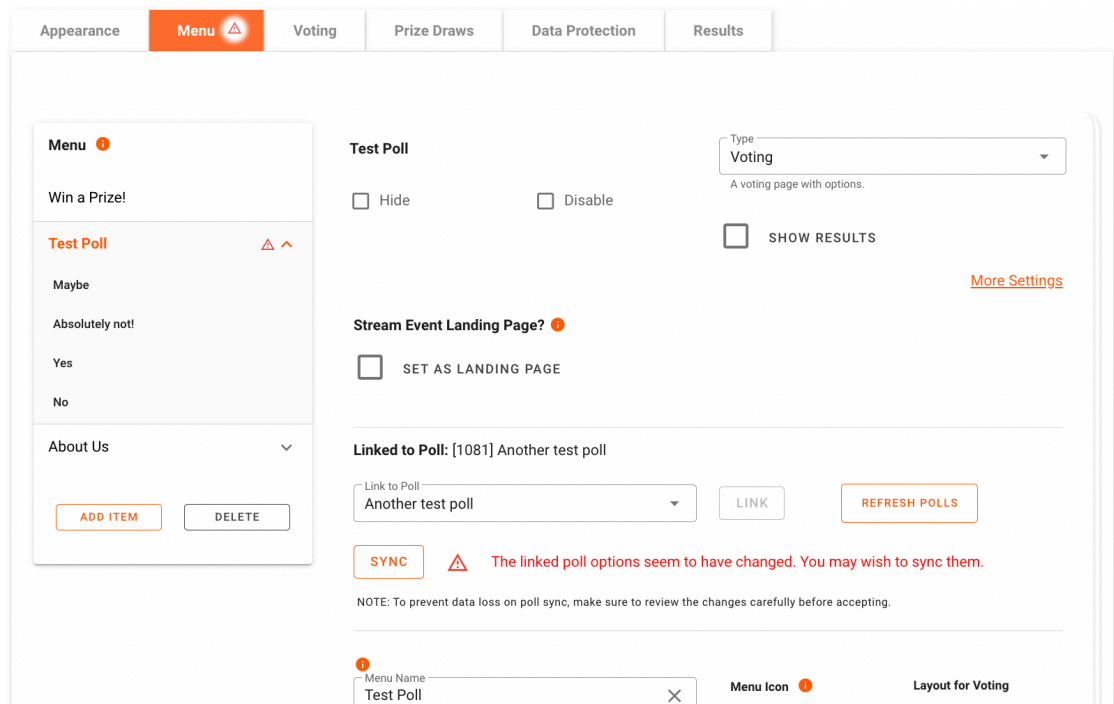 Appearance
Menu
Voting
Prize Draws
Data Protection
Results
Menu
Win a Prize!
Test Poll
Maybe
Absolutely not!
Yes
No
About Us
ADD ITEM
DELETE
Test Poll
Hide
Disable
Type
Voting
A voting page with options.
SHOW RESULTS
More Settings
Stream Event Landing Page?
SET AS LANDING PAGE
Linked to Poll: [1081] Another test poll
Link to Poll
Another test poll
LINK
REFRESH POLLS
SYNC
The linked poll options seem to have changed. You may wish to sync them.
NOTE: To prevent data loss on poll sync, make sure to review the changes carefully before accepting.
Menu Name
Test Poll
Menu Icon
Layout for Voting